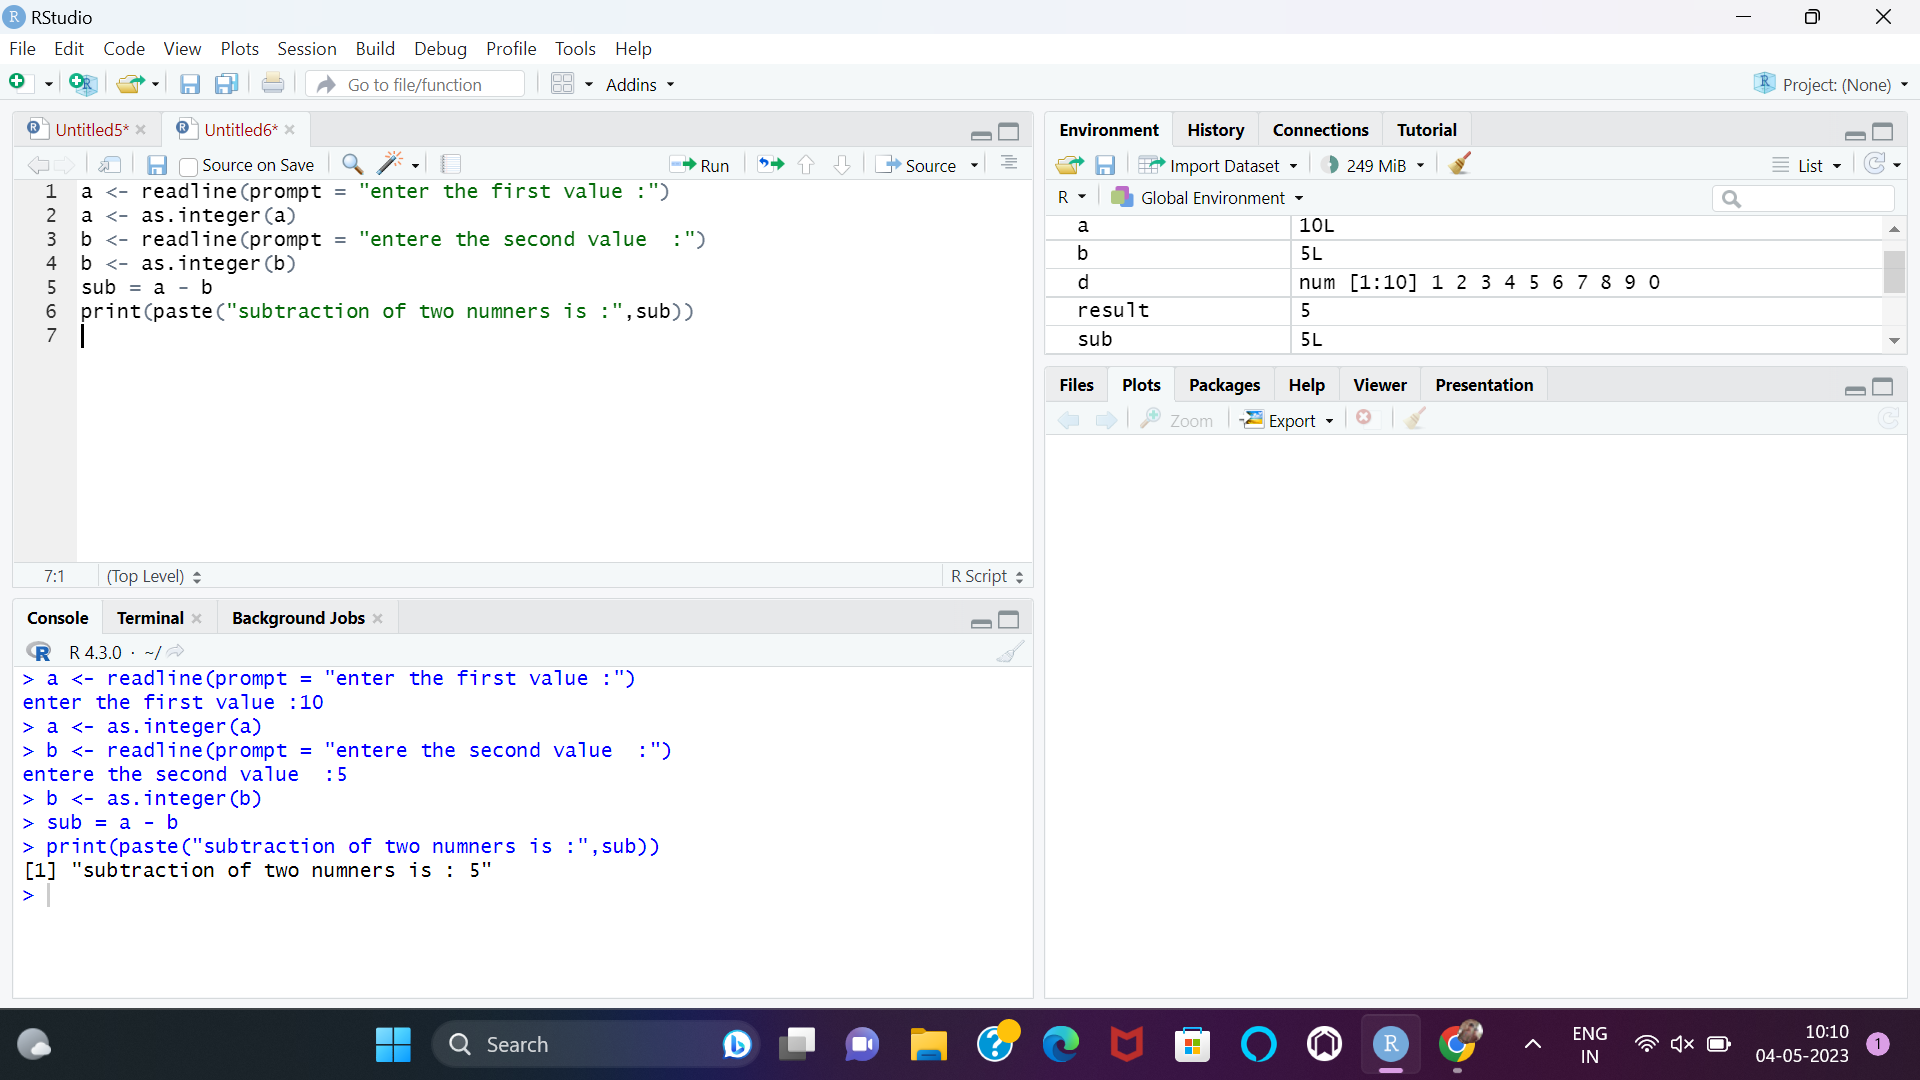 RStudio
File Edit Code View Plots Session Build Debug Profile Tools Help
Go to file/function Addins Project: (None)
Untitled5* Untitled6*
Source on Save Run Source
1 a <- readline(prompt = "enter the first value :")
2 a <- as.integer(a)
3 b <- readline(prompt = "entere the second value  :")
4 b <- as.integer(b)
5 sub = a - b
6 print(paste("subtraction of two numners is :",sub))
7
7:1 (Top Level) R Script
Console Terminal Background Jobs
R 4.3.0 · ~/
> a <- readline(prompt = "enter the first value :")
enter the first value :10
> a <- as.integer(a)
> b <- readline(prompt = "entere the second value  :")
entere the second value  :5
> b <- as.integer(b)
> sub = a - b
> print(paste("subtraction of two numners is :",sub))
[1] "subtraction of two numners is : 5"
>
Environment History Connections Tutorial
Import Dataset 249 MiB List
R Global Environment
a 10L
b 5L
d num [1:10] 1 2 3 4 5 6 7 8 9 0
result 5
sub 5L
Files Plots Packages Help Viewer Presentation
Zoom Export
Search
ENG
IN
10:10
04-05-2023
1